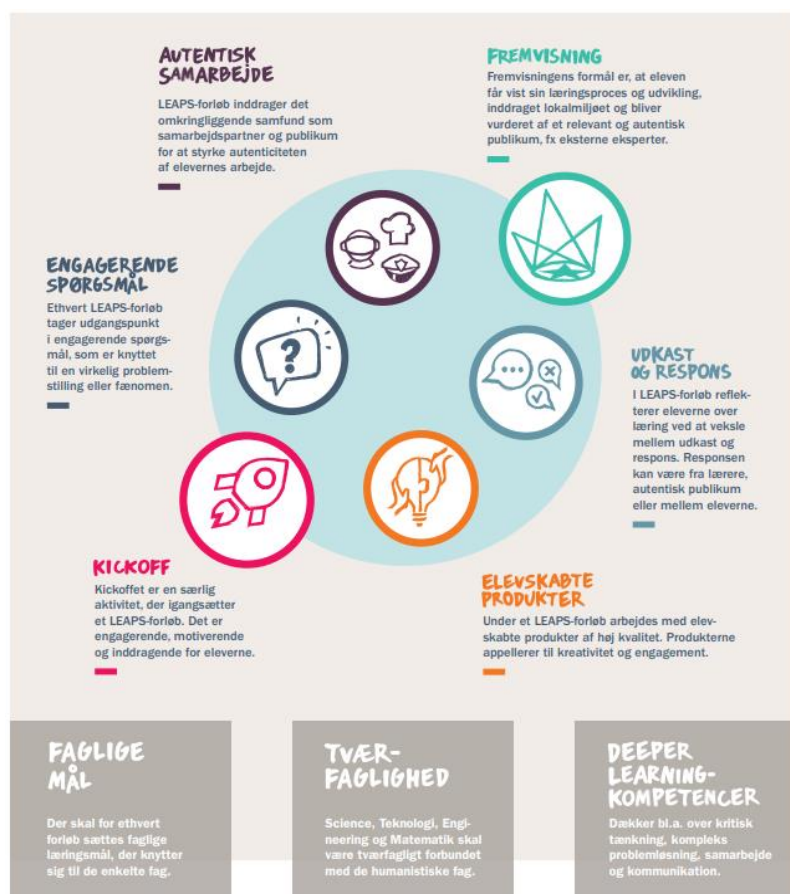 AUTENTISK
SAMARBEJDE
LEAPS-forløb inddrager det
omkringliggende samfund som
samarbejdspartner og publikum
for at styrke autenticiteten
af elevernes arbejde.
FREMVISNING
Fremvisningens formål er, at eleven
får vist sin læringsproces og udvikling,
inddraget lokalmiljøet og bliver
vurderet af et relevant og autentisk
publikum, fx eksterne eksperter.
ENGAGERENDE
SPØRGSMÅL
Ethvert LEAPS-forløb
tager udgangspunkt
i engagerende spørgs-
mål, som er knyttet
til en virkelig problem-
stilling eller fænomen.
?
UDKAST
OG RESPONS
I LEAPS-forløb reflek-
terer eleverne over
læring ved at veksle
mellem udkast og
respons. Responsen
kan være fra lærere,
autentisk publikum
eller mellem eleverne.
KICKOFF
Kickoffet er en særlig
aktivitet, der igangsætter
et LEAPS-forløb. Det er
engagerende, motiverende
og inddragende for eleverne.
ELEVSKABTE
PRODUKTER
Under et LEAPS-forløb arbejdes med elev-
skabte produkter af høj kvalitet. Produkterne
appellerer til kreativitet og engagement.
FAGLIGE
MÅL
Der skal for ethvert
forløb sættes faglige
læringsmål, der knytter
sig til de enkelte fag.
TVÆR-
FAGLIGHED
Science, Teknologi, Engi-
neering og Matematik skal
være tværfagligt forbundet
med de humanistiske fag.
DEEPER
LEARNING-
KOMPETENCER
Dækker bl.a. over kritisk
tænkning, kompleks
problemløsning, samarbejde
og kommunikation.